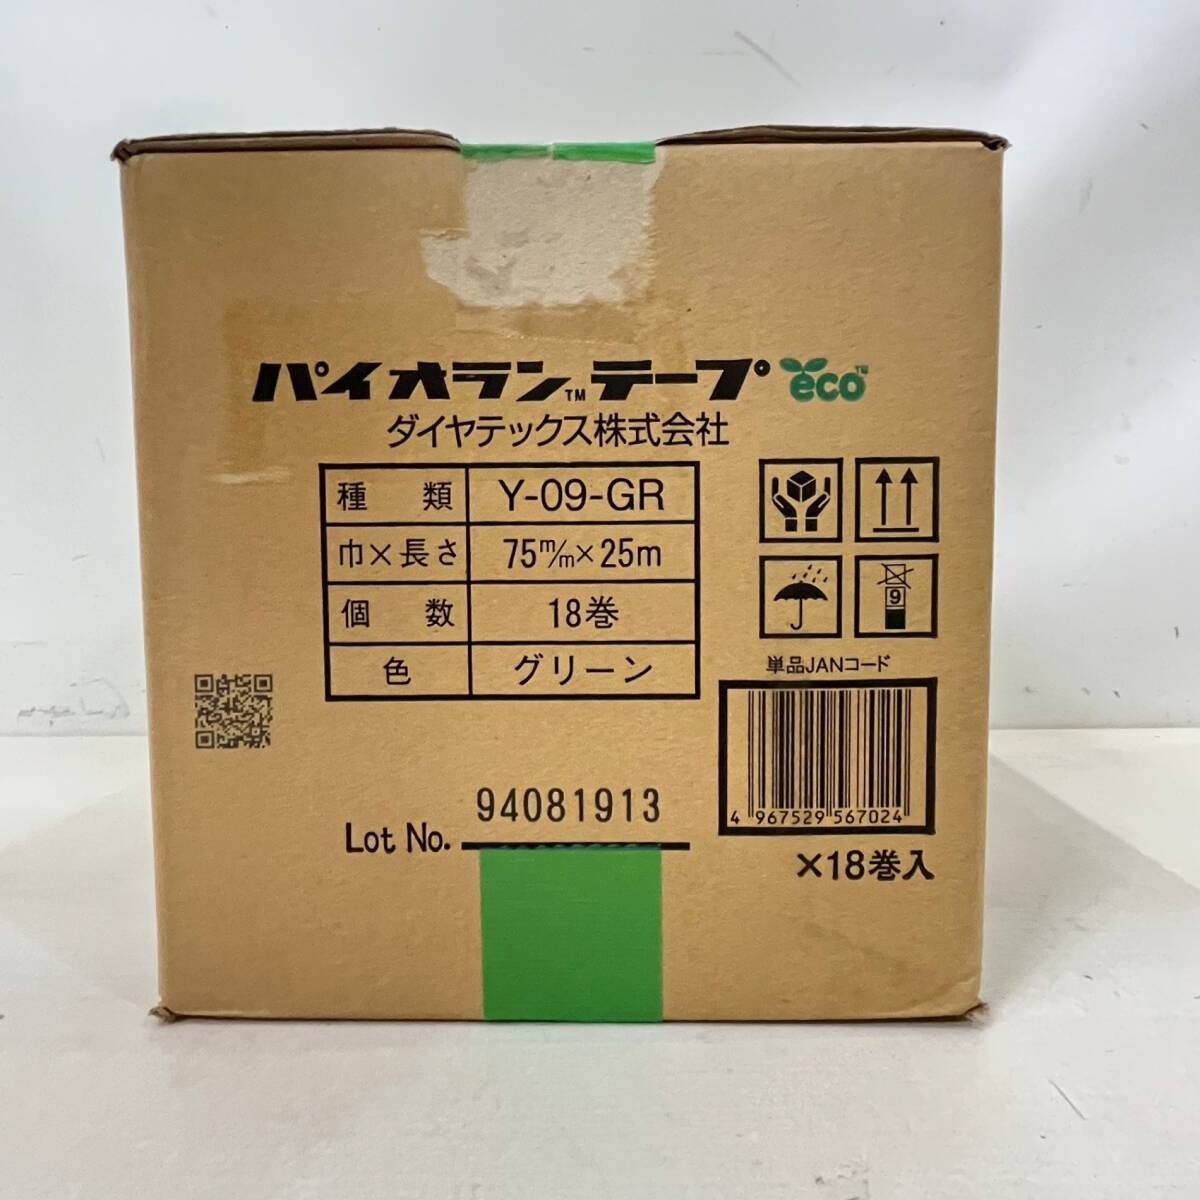 パイオラン™テープ eco™
ダイヤテックス株式会社
種類 Y-09-GR
巾×長さ 75m/m×25m
個数 18巻
色 グリーン
9
単品JANコード
4 967529 567024
×18巻入
Lot No. 94081913